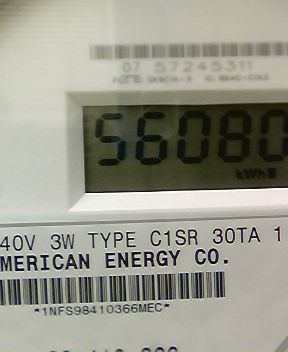 07 57245311
56080
kWh
40V 3W TYPE C1SR 30TA 1
MERICAN ENERGY CO.
*1NFS98410366MEC*